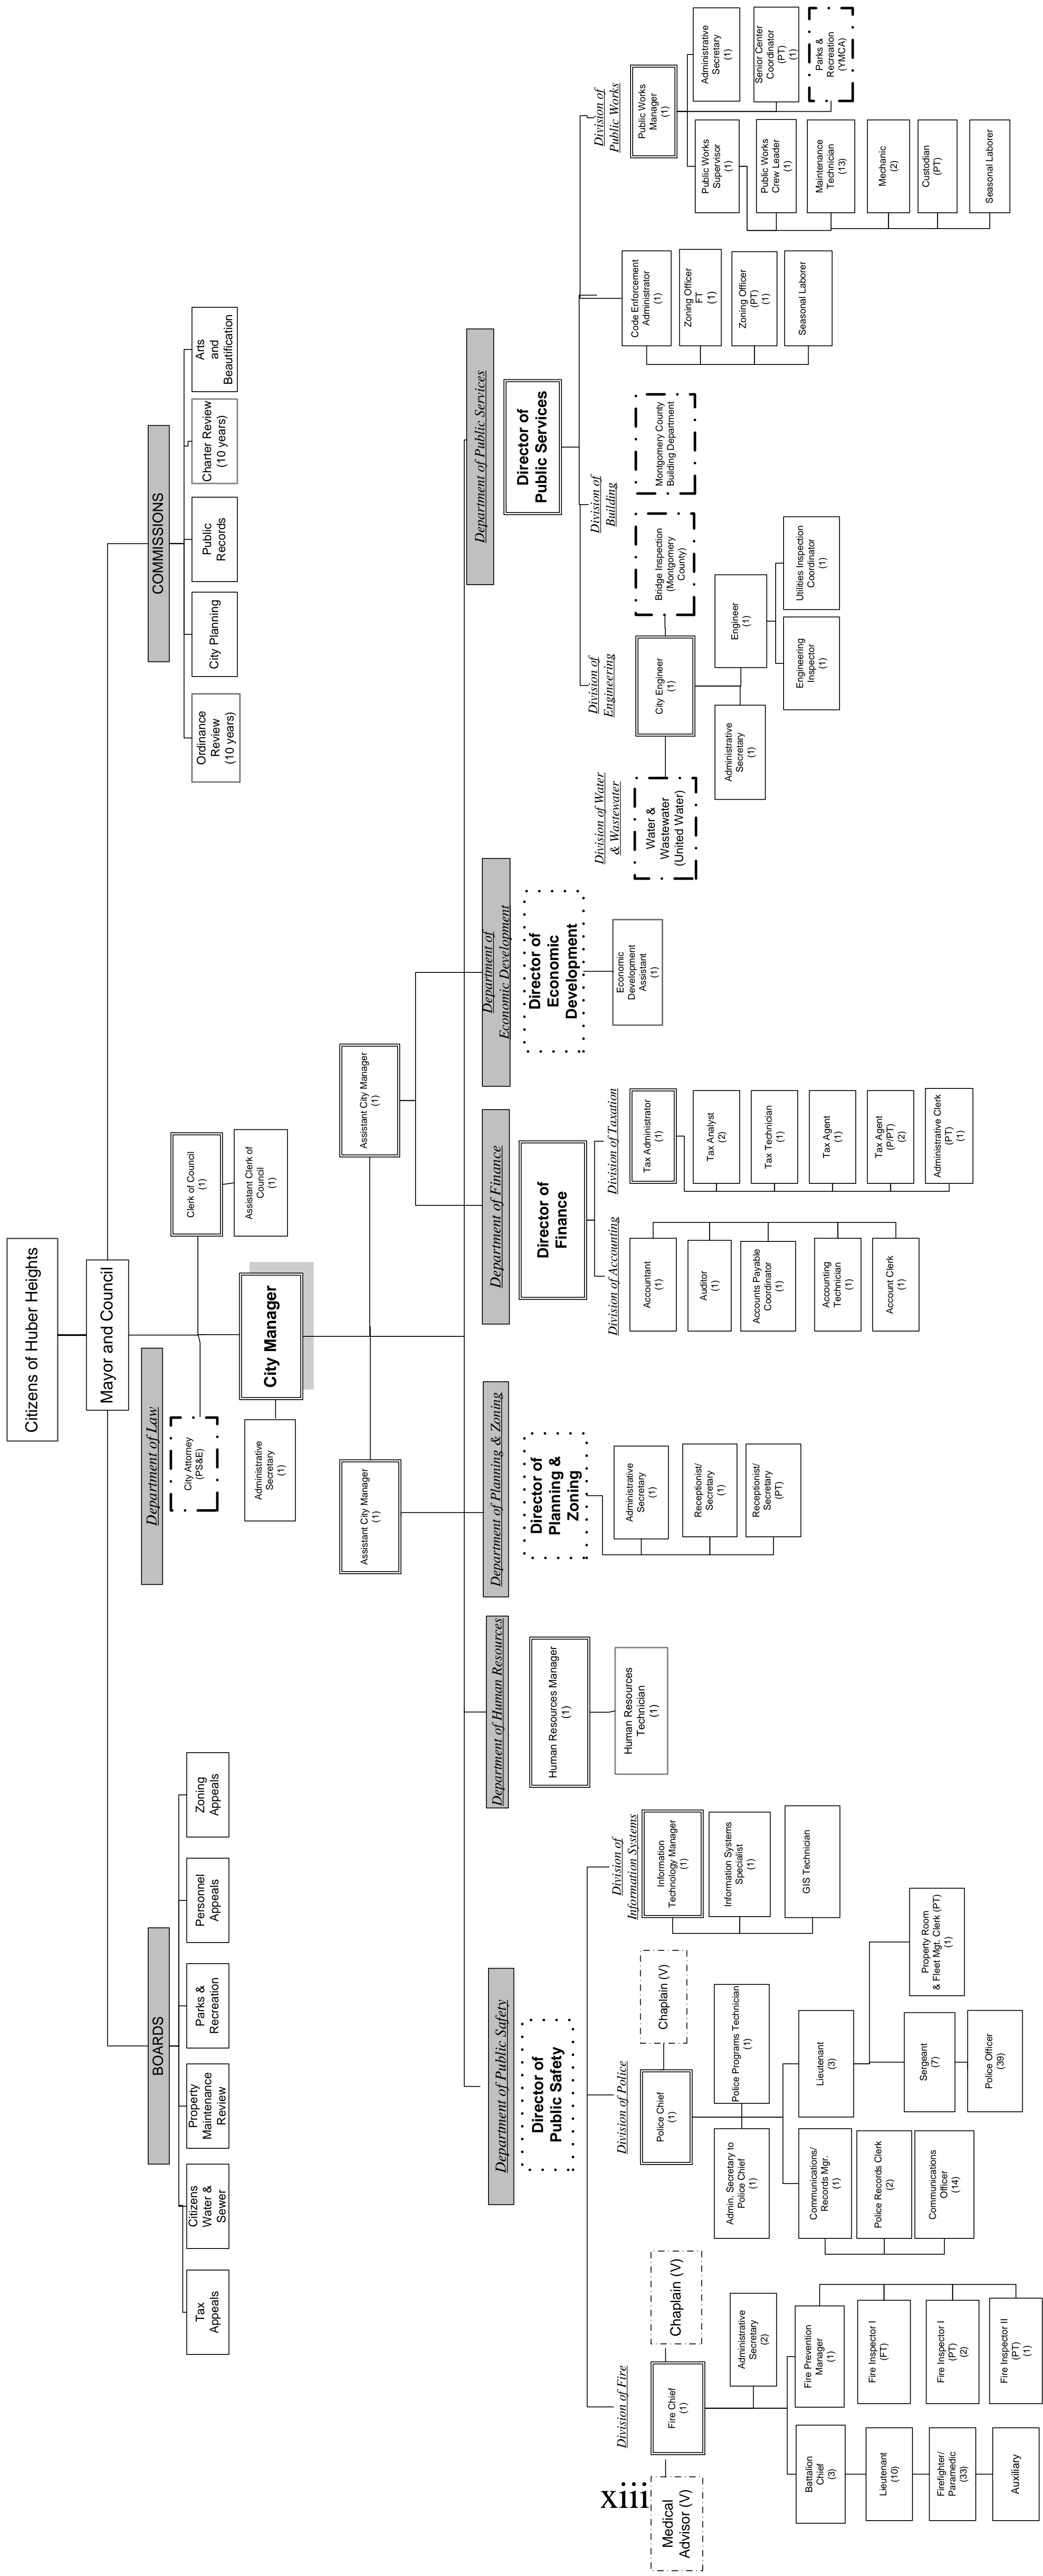 Citizens of Huber Heights
Mayor and Council
BOARDS
Tax
Appeals
Citizens
Water &
Sewer
Property
Maintenance
Review
Parks &
Recreation
Personnel
Appeals
Zoning
Appeals
COMMISSIONS
Ordinance
Review
(10 years)
City Planning
Public
Records
Charter Review
(10 years)
Arts
and
Beautification
Department of Law
City Attorney
(PS&E)
Clerk of Council
(1)
Assistant Clerk of
Council
(1)
City Manager
Administrative
Secretary
(1)
Assistant City Manager
(1)
Assistant City Manager
(1)
Department of Public Safety
Director of
Public Safety
Division of Fire
Medical
Advisor (V)
Fire Chief
(1)
Chaplain (V)
Administrative
Secretary
(2)
Battalion
Chief
(3)
Lieutenant
(10)
Firefighter/
Paramedic
(33)
Auxiliary
Fire Prevention
Manager
(1)
Fire Inspector I
(FT)
Fire Inspector I
(PT)
(2)
Fire Inspector II
(PT)
(1)
Division of Police
Police Chief
(1)
Chaplain (V)
Admin. Secretary to
Police Chief
(1)
Police Programs Technician
(1)
Communications/
Records Mgr.
(1)
Police Records Clerk
(2)
Communications
Officer
(14)
Lieutenant
(3)
Sergeant
(7)
Police Officer
(39)
Property Room
& Fleet Mgt. Clerk (PT)
(1)
Division of
Information Systems
Information
Technology Manager
(1)
Information Systems
Specialist
(1)
GIS Technician
Department of Human Resources
Human Resources Manager
(1)
Human Resources
Technician
(1)
Department of Planning & Zoning
Director of
Planning &
Zoning
Administrative
Secretary
(1)
Receptionist/
Secretary
(1)
Receptionist/
Secretary
(PT)
Department of Finance
Director of
Finance
Division of Accounting
Accountant
(1)
Auditor
(1)
Accounts Payable
Coordinator
(1)
Accounting
Technician
(1)
Account Clerk
(1)
Division of Taxation
Tax Administrator
(1)
Tax Analyst
(2)
Tax Technician
(1)
Tax Agent
(1)
Tax Agent
(P/PT)
(2)
Administrative Clerk
(PT)
(1)
Department of
Economic Development
Director of
Economic
Development
Economic
Development
Assistant
(1)
Department of Public Services
Director of
Public Services
Division of Water
& Wastewater
Water &
Wastewater
(United Water)
Division of
Engineering
City Engineer
(1)
Bridge Inspection
(Montgomery
County)
Administrative
Secretary
(1)
Engineer
(1)
Engineering
Inspector
(1)
Utilities Inspection
Coordinator
(1)
Division of
Building
Montgomery County
Building Department
Code Enforcement
Administrator
(1)
Zoning Officer
FT
(1)
Zoning Officer
(PT)
(1)
Seasonal Laborer
Division of
Public Works
Public Works
Manager
(1)
Public Works
Supervisor
(1)
Public Works
Crew Leader
(1)
Maintenance
Technician
(13)
Mechanic
(2)
Custodian
(PT)
Seasonal Laborer
Administrative
Secretary
(1)
Senior Center
Coordinator
(PT)
(1)
Parks &
Recreation
(YMCA)
xiii